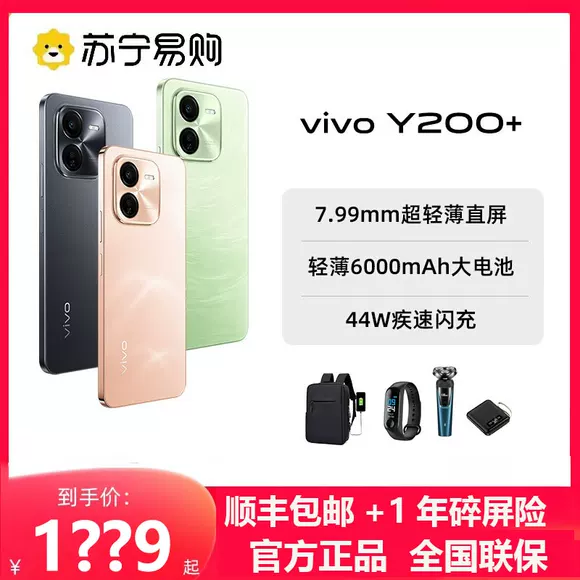 苏宁易购
vivo Y200+
7.99mm超轻薄直屏
轻薄6000mAh大电池
44W疾速闪充
vivo
vivo
vivo
到手价：
¥ 1??9 起
顺丰包邮 +1 年碎屏险
官方正品 全国联保